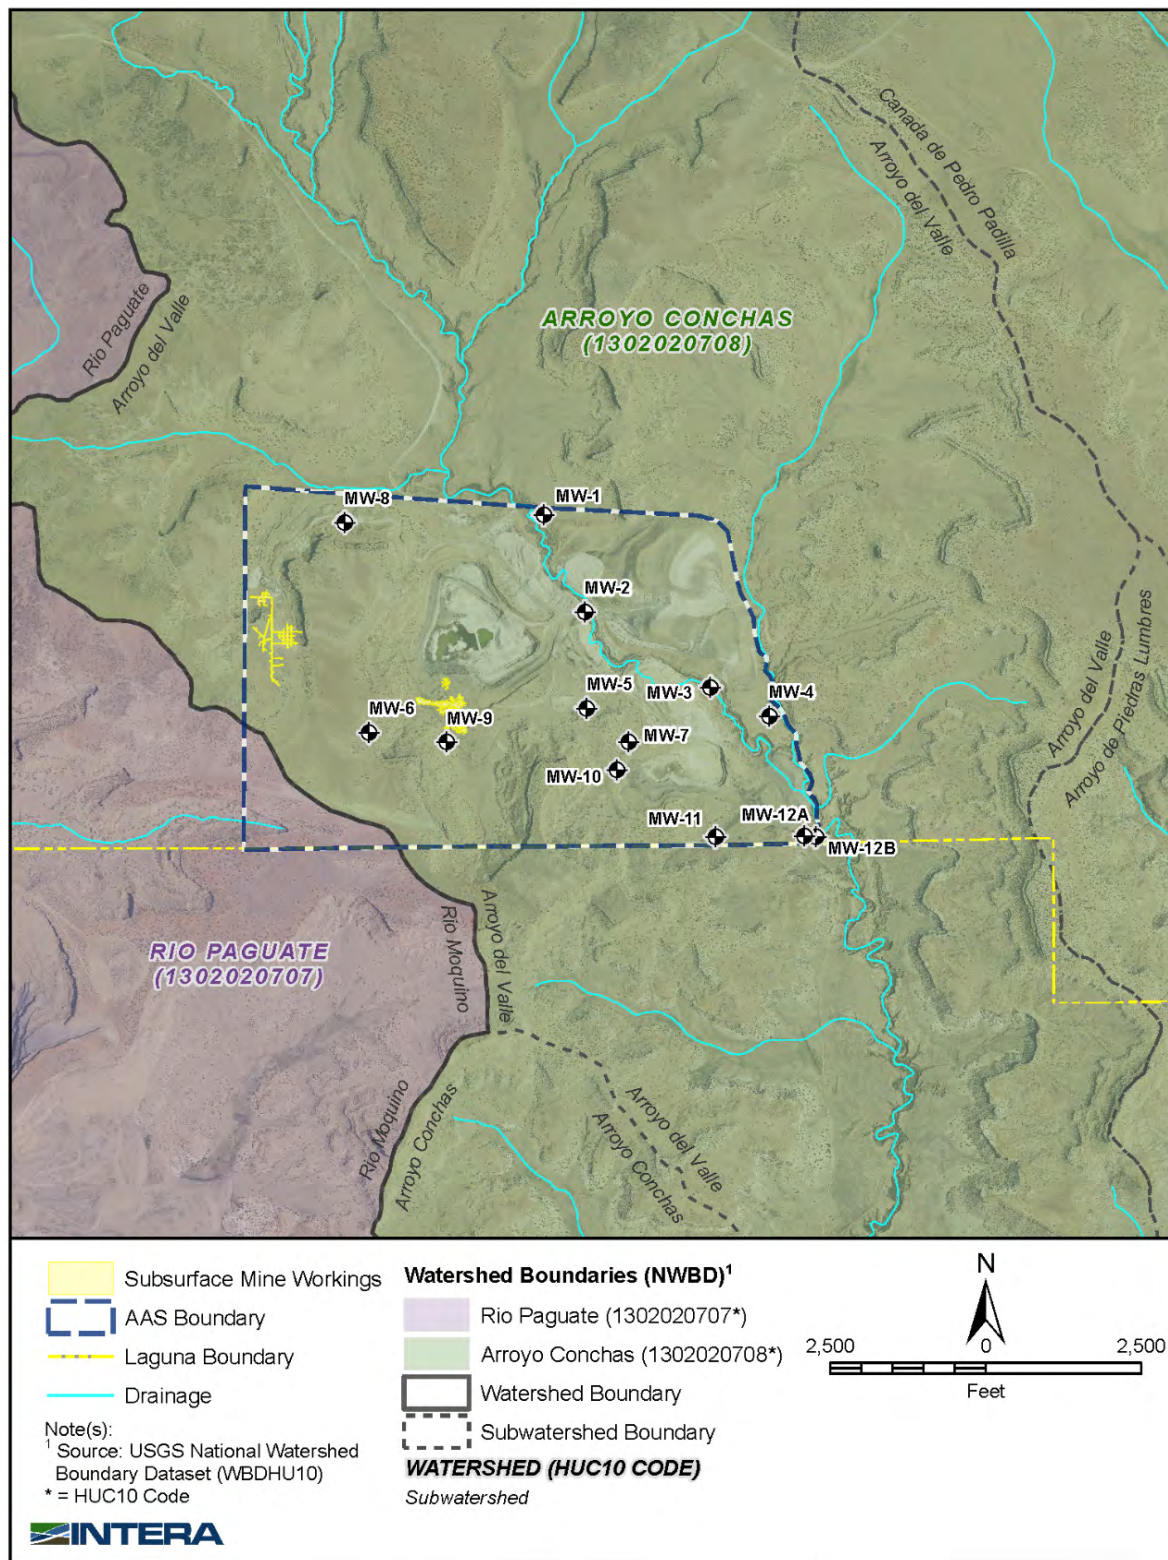 Canada de Pedro Padilla
Arroyo del Valle
Rio Paguate
Arroyo del Valle
ARROYO CONCHAS
(1302020708)
MW-8
MW-1
MW-2
MW-5
MW-3
MW-4
MW-6
MW-9
MW-7
MW-10
MW-11
MW-12A
MW-12B
Arroyo del Valle
Arroyo de Piedras Lumbres
RIO PAGUATE
(1302020707)
Rio Moquino
Arroyo del Valle
Rio Moquino
Arroyo Conchas
Arroyo del Valle
Arroyo Conchas
Subsurface Mine Workings
AAS Boundary
Laguna Boundary
Drainage
Note(s):
1 Source: USGS National Watershed
Boundary Dataset (WBDHU10)
* = HUC10 Code
INTERA
Watershed Boundaries (NWBD)1
Rio Paguate (1302020707*)
Arroyo Conchas (1302020708*)
Watershed Boundary
Subwatershed Boundary
WATERSHED (HUC10 CODE)
Subwatershed
N
2,500 0 2,500
Feet